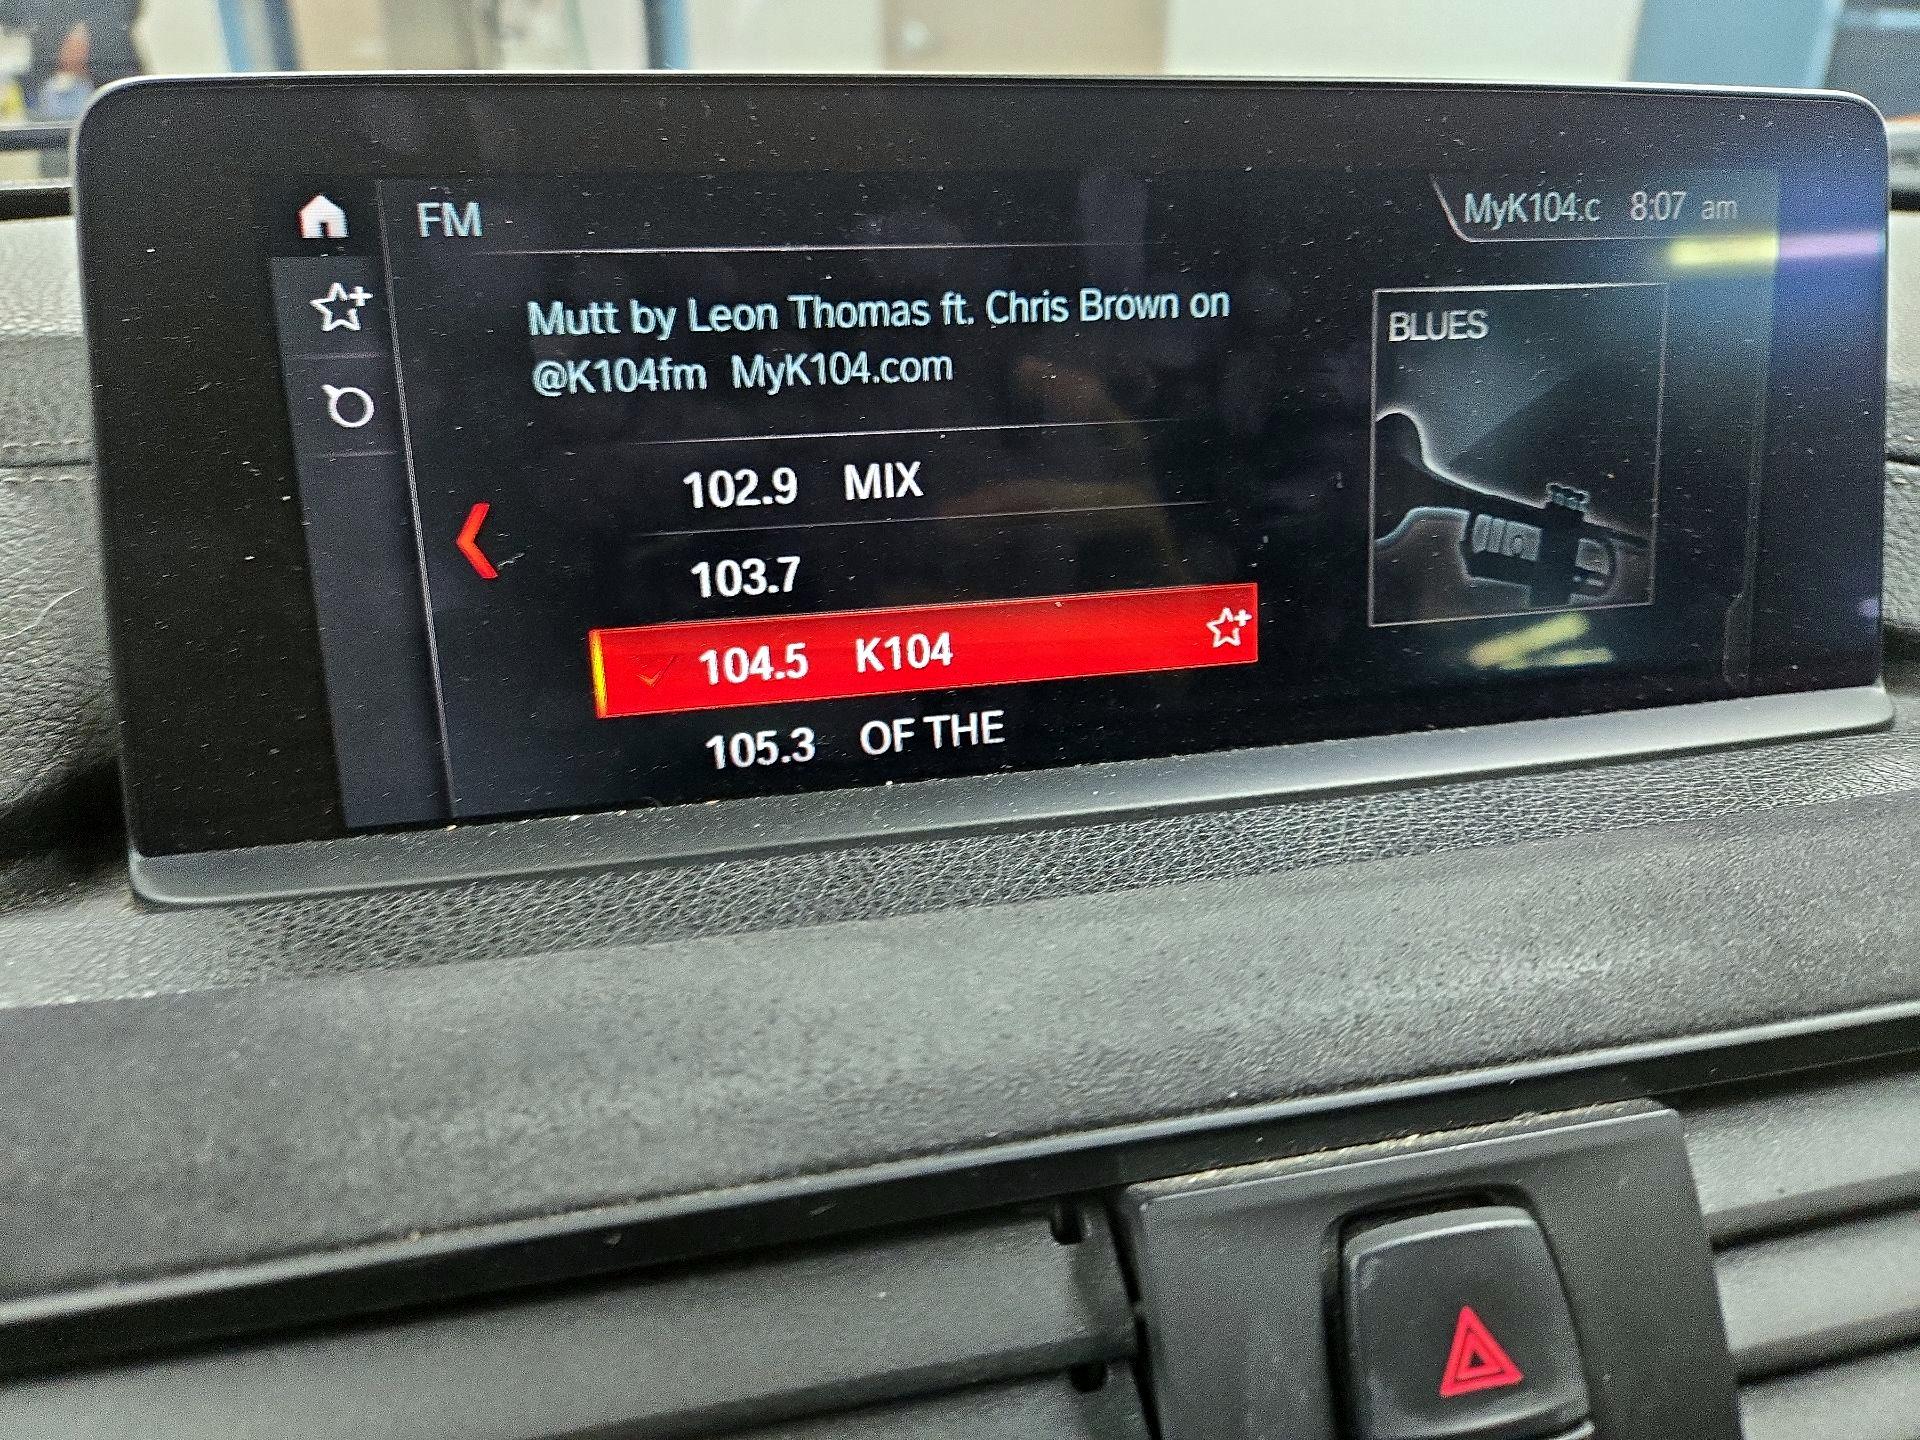 FM
MyK104.c 8:07 am
Mutt by Leon Thomas ft. Chris Brown on
@K104fm MyK104.com
BLUES
102.9 MIX
103.7
104.5 K104
105.3 OF THE